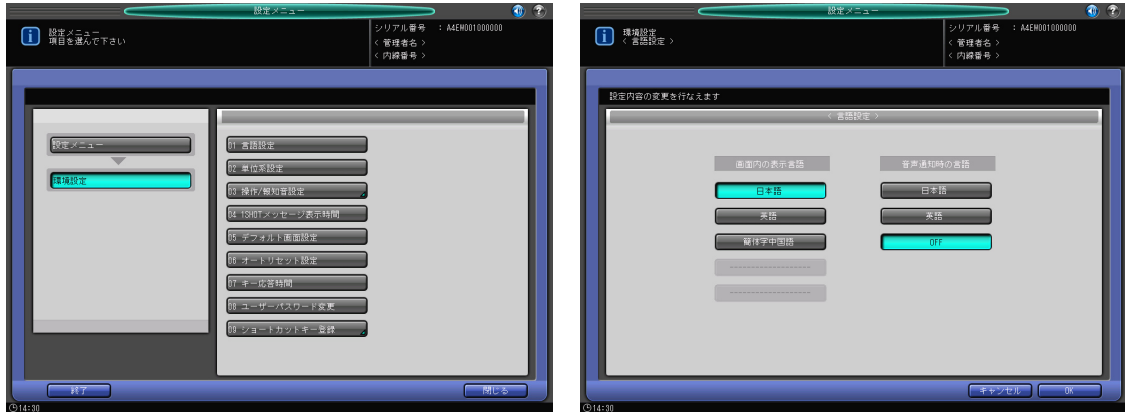 設定メニュー
設定メニュー
項目を選んで下さい
シリアル番号 : A4EM001000000
< 管理者名 >
< 内線番号 >
設定メニュー
環境設定
01 言語設定
02 単位系設定
03 操作/報知音設定
04 1SHOTメッセージ表示時間
05 デフォルト画面設定
06 オートリセット設定
07 キー応答時間
08 ユーザーパスワード変更
09 ショートカットキー登録
終了
閉じる
14:30
設定メニュー
環境設定
< 言語設定 >
シリアル番号 : A4EM001000000
< 管理者名 >
< 内線番号 >
設定内容の変更を行なえます
< 言語設定 >
画面内の表示言語
音声通知時の言語
日本語
日本語
英語
英語
簡体字中国語
OFF
--------------------
--------------------
キャンセル
OK
14:30